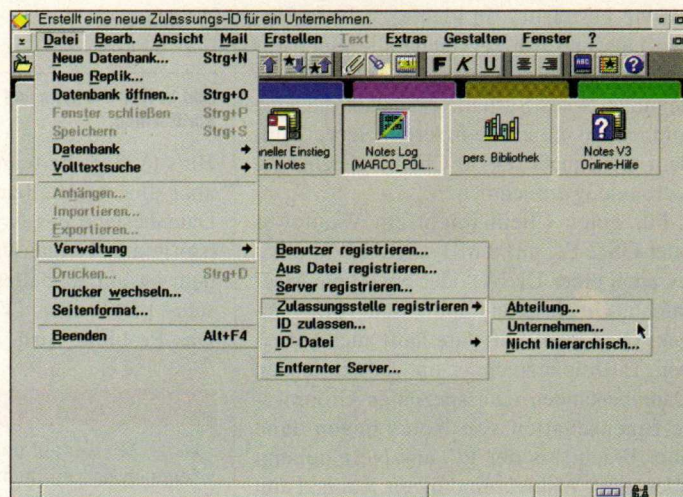 Erstellt eine neue Zulassungs-ID für ein Unternehmen.
Datei Bearb. Ansicht Mail Erstellen Text Extras Gestalten Fenster ?
F K U
Neue Datenbank... Strg+N
Neue Replik...
Datenbank öffnen... Strg+O
Fenster schließen Strg+P
Speichern Strg+S
Datenbank
Volltextsuche
Anhängen...
Importieren...
Exportieren...
Verwaltung
Drucken... Strg+D
Drucker wechseln...
Seitenformat...
Beenden Alt+F4
neller Einstieg
in Notes
Notes Log
(MARCO_POL...
pers. Bibliothek
Notes V3
Online-Hilfe
Benutzer registrieren...
Aus Datei registrieren...
Server registrieren...
Zulassungsstelle registrieren
ID zulassen...
ID-Datei
Entfernter Server...
Abteilung...
Unternehmen...
Nicht hierarchisch...